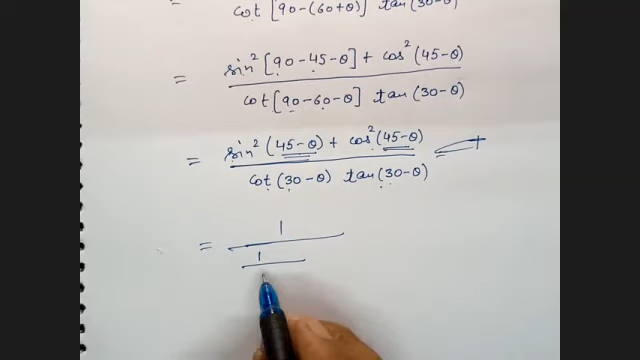 =
cot [90-(60+θ)] tan(30-θ)
= sin² [90-45-θ] + cos² (45-θ)
cot [90-60-θ] tan(30-θ)
= sin² (45-θ) + cos² (45-θ)
cot (30-θ) tan(30-θ)
= 1
1